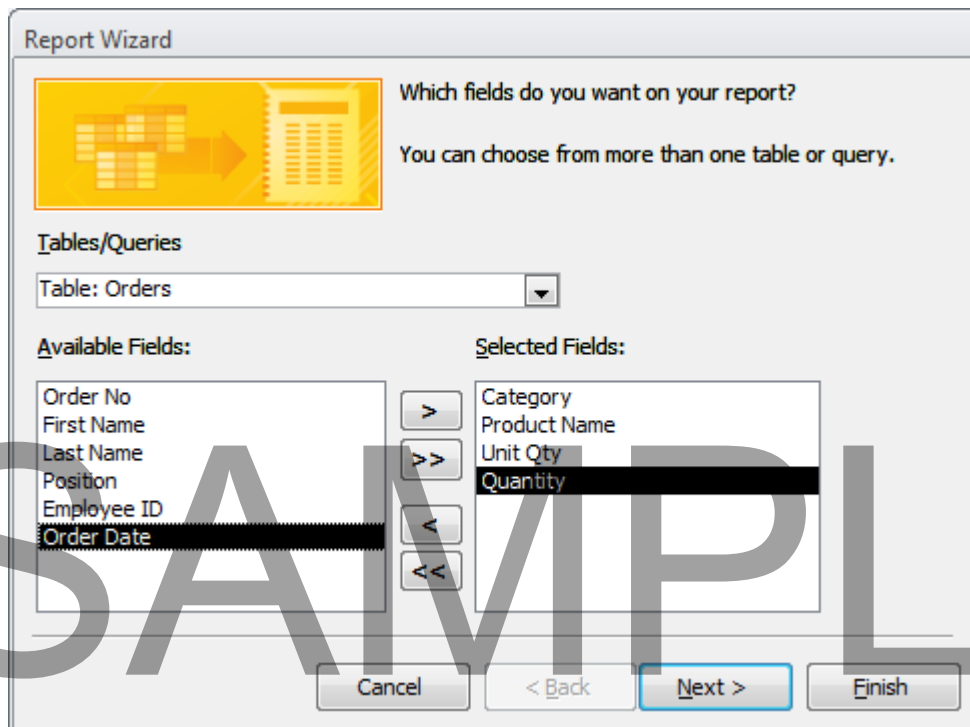 Report Wizard
Which fields do you want on your report?
You can choose from more than one table or query.
Tables/Queries
Table: Orders
Available Fields:
Selected Fields:
Order No
First Name
Last Name
Position
Employee ID
Order Date
>
>>
<
<<
Category
Product Name
Unit Qty
Quantity
SAMPL
Cancel
< Back
Next >
Finish